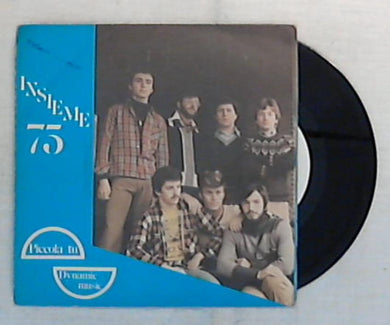 INSIEME
75
Piccola tu
Dynamic
music